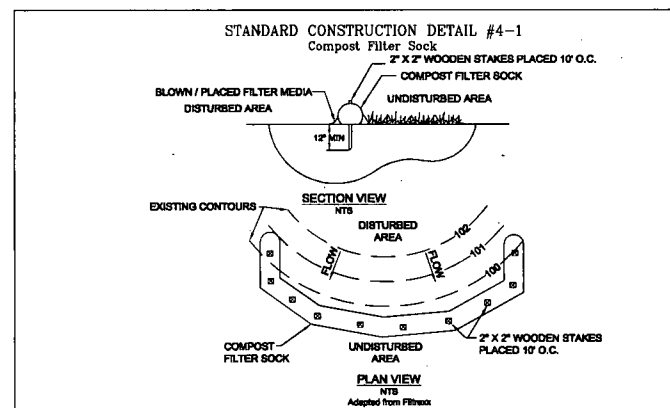 STANDARD CONSTRUCTION DETAIL #4-1
Compost Filter Sock
2" X 2" WOODEN STAKES PLACED 10' O.C.
COMPOST FILTER SOCK
BLOWN / PLACED FILTER MEDIA
DISTURBED AREA
UNDISTURBED AREA
12" MIN
SECTION VIEW
NTS
EXISTING CONTOURS
DISTURBED
AREA
102
101
100
FLOW
FLOW
COMPOST
FILTER SOCK
UNDISTURBED
AREA
2" X 2" WOODEN STAKES
PLACED 10' O.C.
PLAN VIEW
NTS
Adapted from Filtrexx